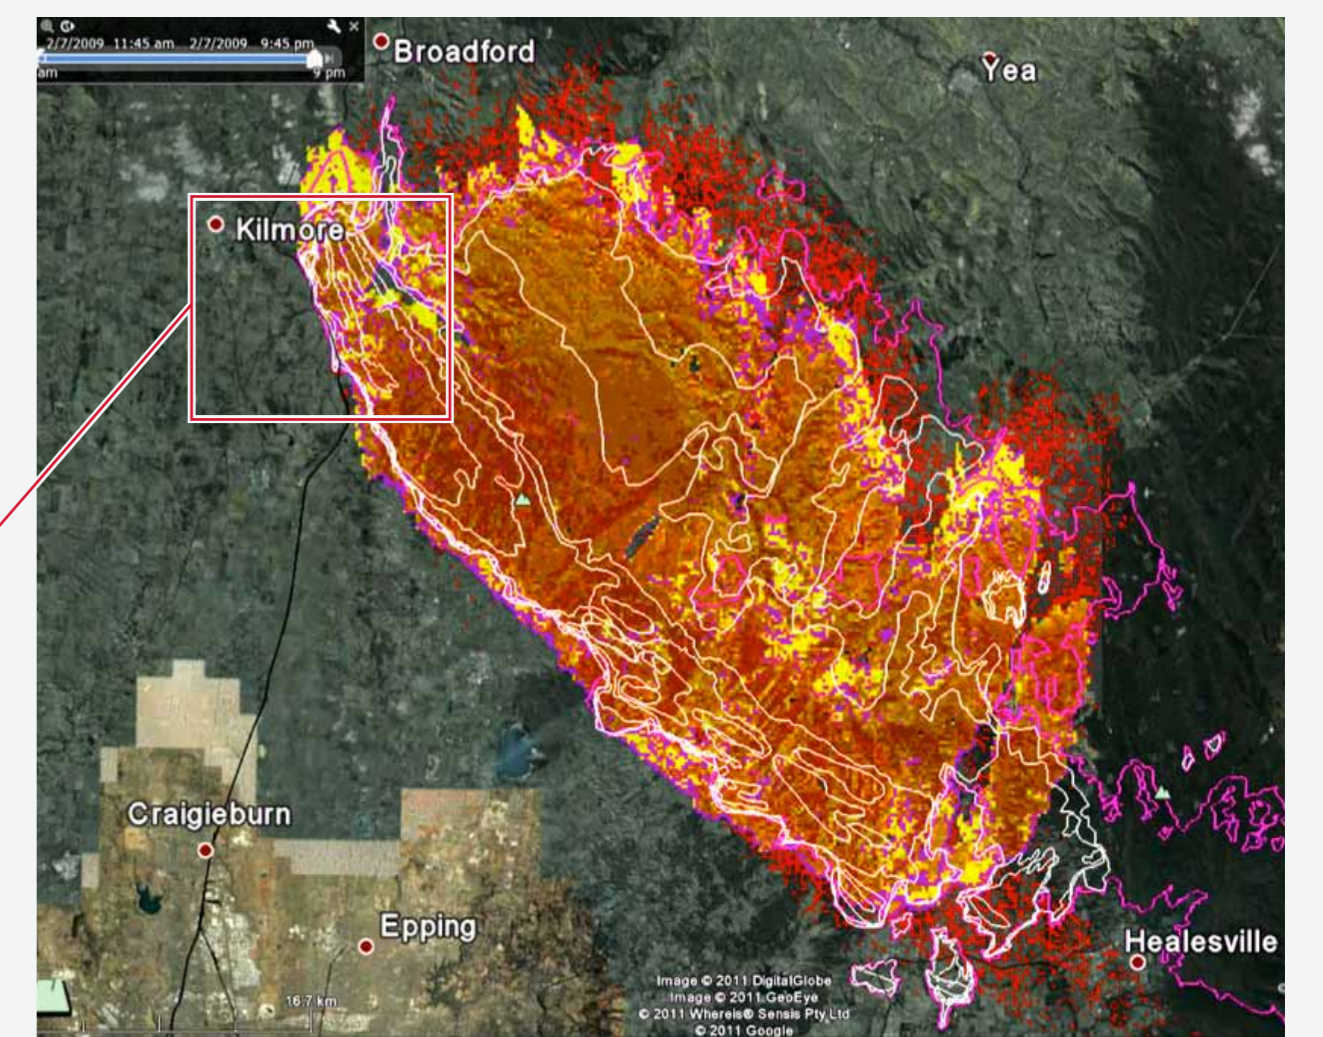 2/7/2009 11:45 am 2/7/2009 9:45 pm
am 9 pm
Broadford
Yea
Kilmore
Craigieburn
Epping
Healesville
16.7 km
Image © 2011 DigitalGlobe
Image © 2011 GeoEye
© 2011 Whereis® Sensis Pty Ltd
© 2011 Google